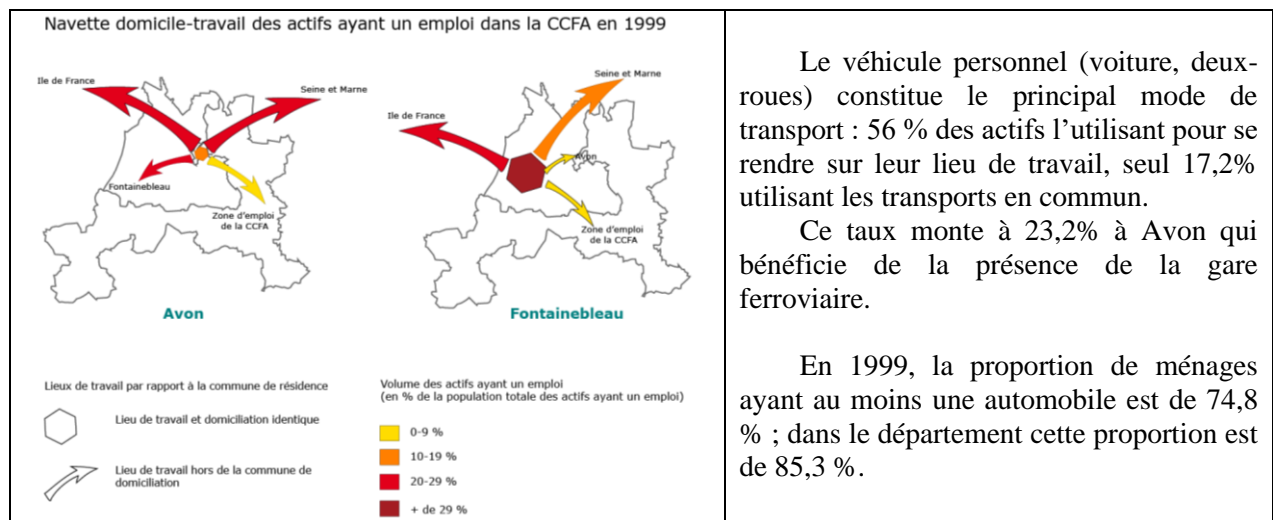 Navette domicile-travail des actifs ayant un emploi dans la CCFA en 1999
Ile de France
Seine et Marne
Fontainebleau
Zone d'emploi
de la CCFA
Avon
Seine et Marne
Ile de France
Avon
Zone d'emploi
de la CCFA
Fontainebleau
Lieux de travail par rapport à la commune de résidence
Lieu de travail et domiciliation identique
Lieu de travail hors de la commune de
domiciliation
Volume des actifs ayant un emploi
(en % de la population totale des actifs ayant un emploi)
0-9 %
10-19 %
20-29 %
+ de 29 %
Le véhicule personnel (voiture, deux-
roues) constitue le principal mode de
transport : 56 % des actifs l’utilisant pour se
rendre sur leur lieu de travail, seul 17,2%
utilisant les transports en commun.
Ce taux monte à 23,2% à Avon qui
bénéficie de la présence de la gare
ferroviaire.
En 1999, la proportion de ménages
ayant au moins une automobile est de 74,8
% ; dans le département cette proportion est
de 85,3 %.